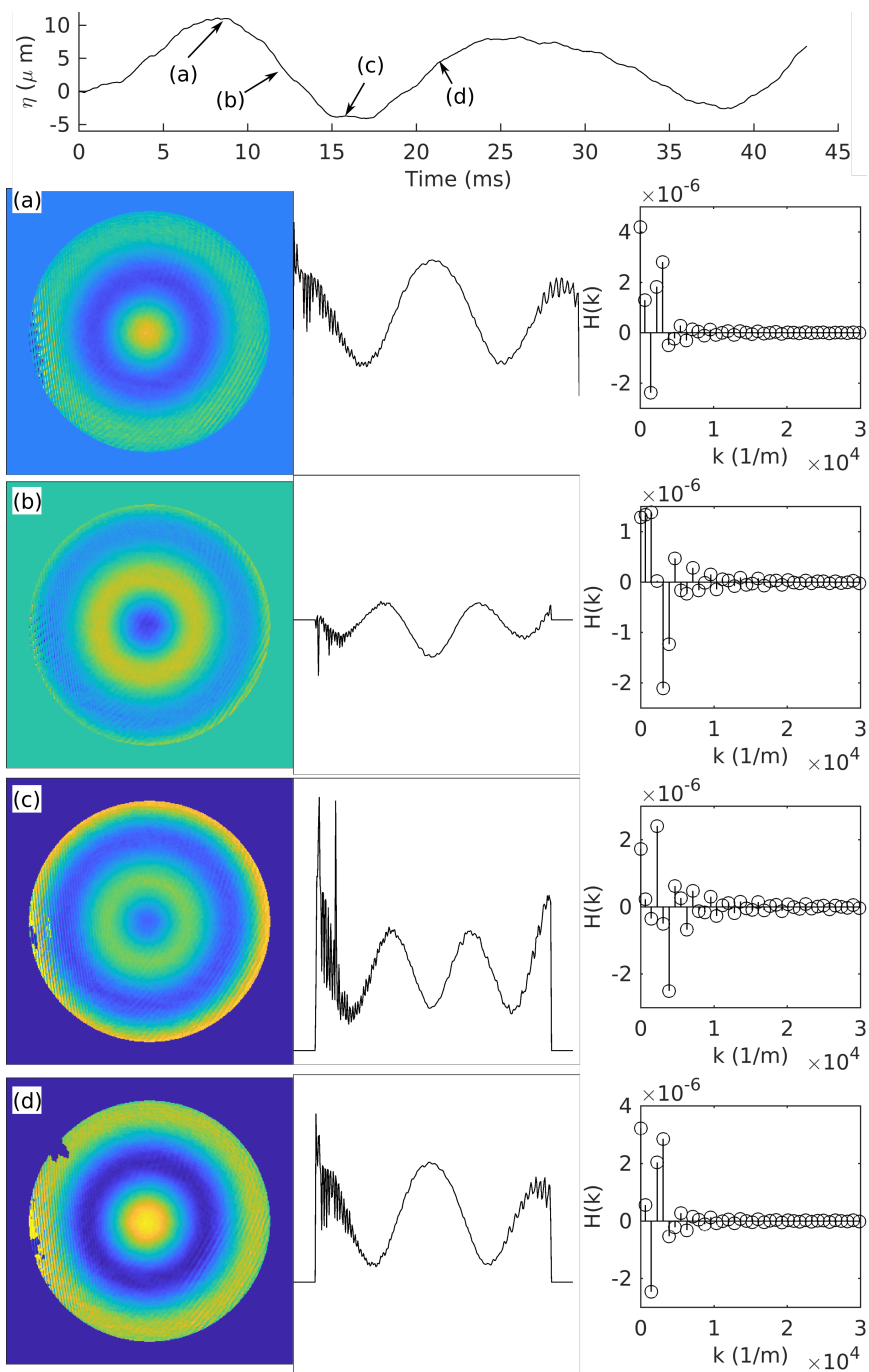 10
5
0
-5
η (μ m)
(a)
(b)
(c)
(d)
0 5 10 15 20 25 30 35 40 45
Time (ms)
(a)
×10⁻⁶
4
2
0
-2
H(k)
0 1 2 3
k (1/m) ×10⁴
(b)
×10⁻⁶
1
0
-1
-2
H(k)
0 1 2 3
k (1/m) ×10⁴
(c)
×10⁻⁶
2
0
-2
H(k)
0 1 2 3
k (1/m) ×10⁴
(d)
×10⁻⁶
4
2
0
-2
H(k)
0 1 2 3
k (1/m) ×10⁴